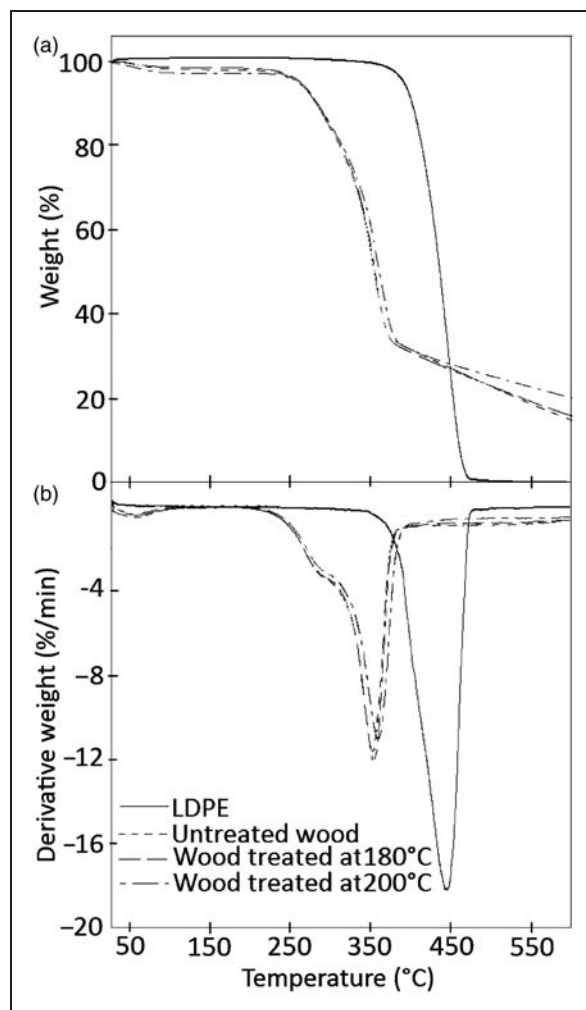 (a)
100
80
60
40
20
0
Weight (%)
(b)
-4
-8
-12
-16
-20
Derivative weight (%/min)
LDPE
Untreated wood
Wood treated at180°C
Wood treated at200°C
50 150 250 350 450 550
Temperature (°C)